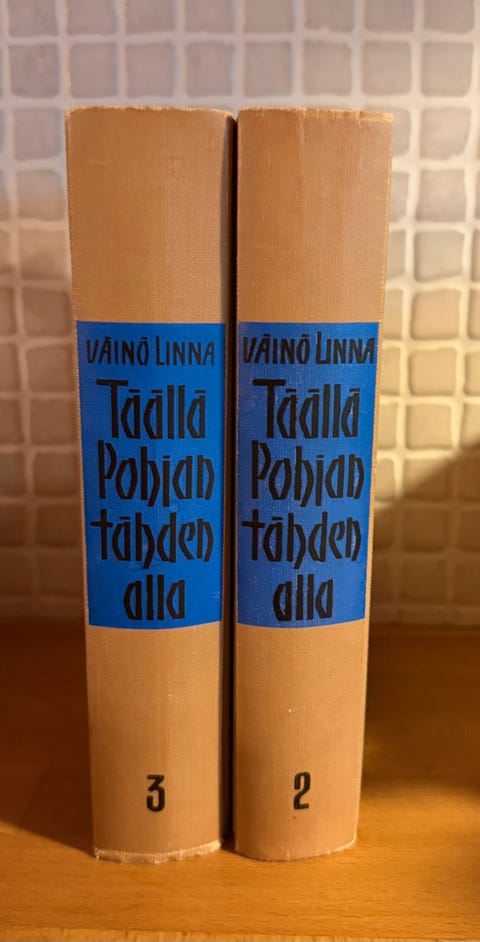 VÄINÖ LINNA
Täällä
Pohjan
tähden
alla
3
VÄINÖ LINNA
Täällä
Pohjan
tähden
alla
2